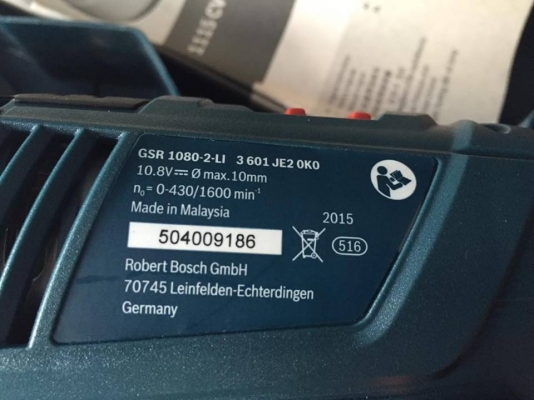 GSR 1080-2-LI 3 601 JE2 0K0
10.8V⎓ Ø max.10mm
n₀ = 0-430/1600 min⁻¹
Made in Malaysia
2015
504009186
516
Robert Bosch GmbH
70745 Leinfelden-Echterdingen
Germany